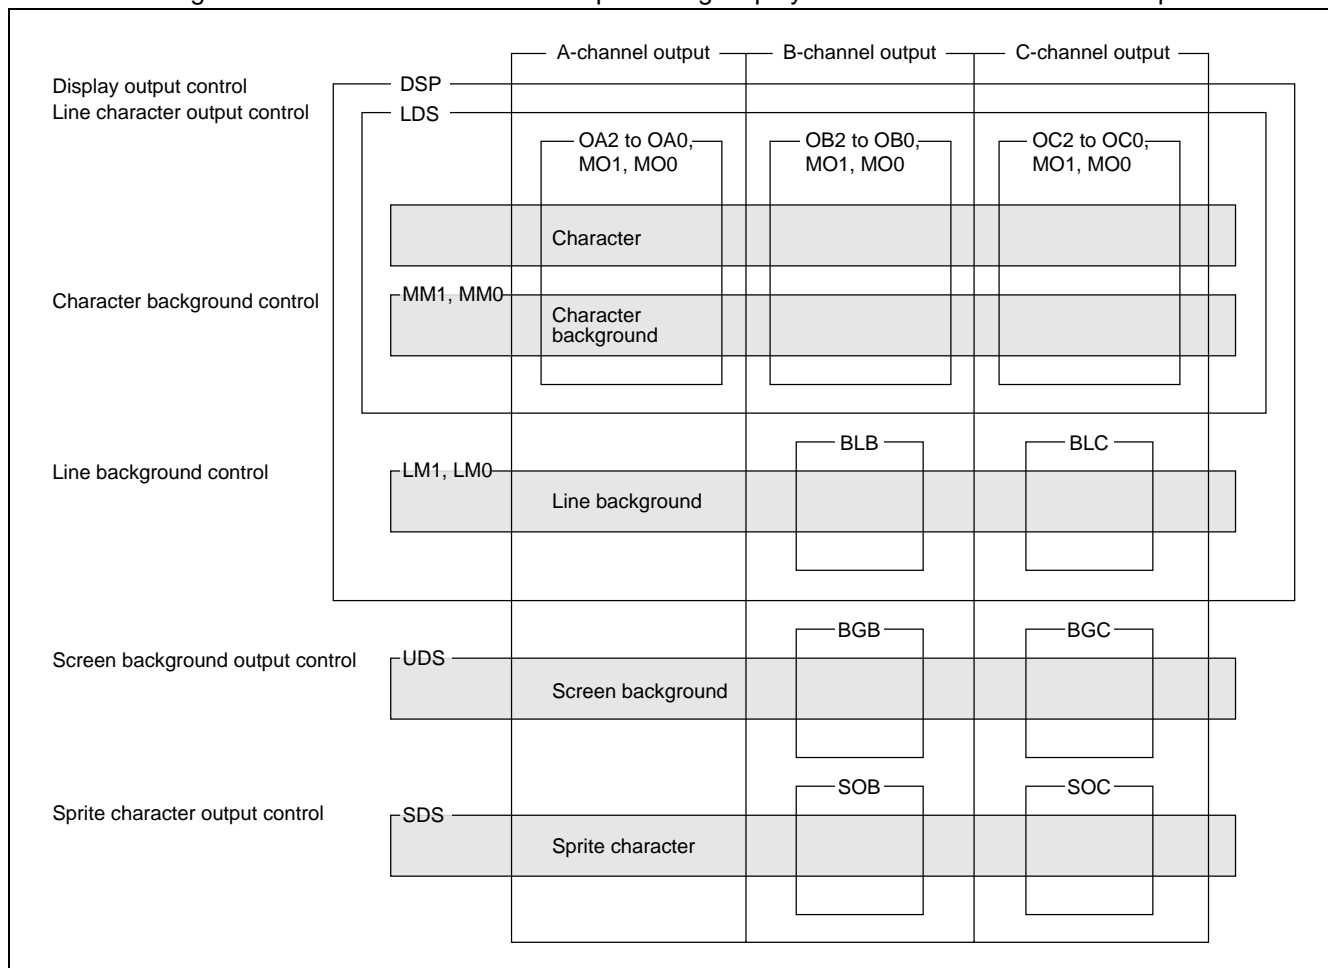 A-channel output B-channel output C-channel output
Display output control DSP
Line character output control LDS
OA2 to OA0, OB2 to OB0, OC2 to OC0,
MO1, MO0 MO1, MO0 MO1, MO0
Character
Character background control MM1, MM0
Character
background
BLB BLC
Line background control LM1, LM0
Line background
BGB BGC
Screen background output control UDS
Screen background
SOB SOC
Sprite character output control SDS
Sprite character